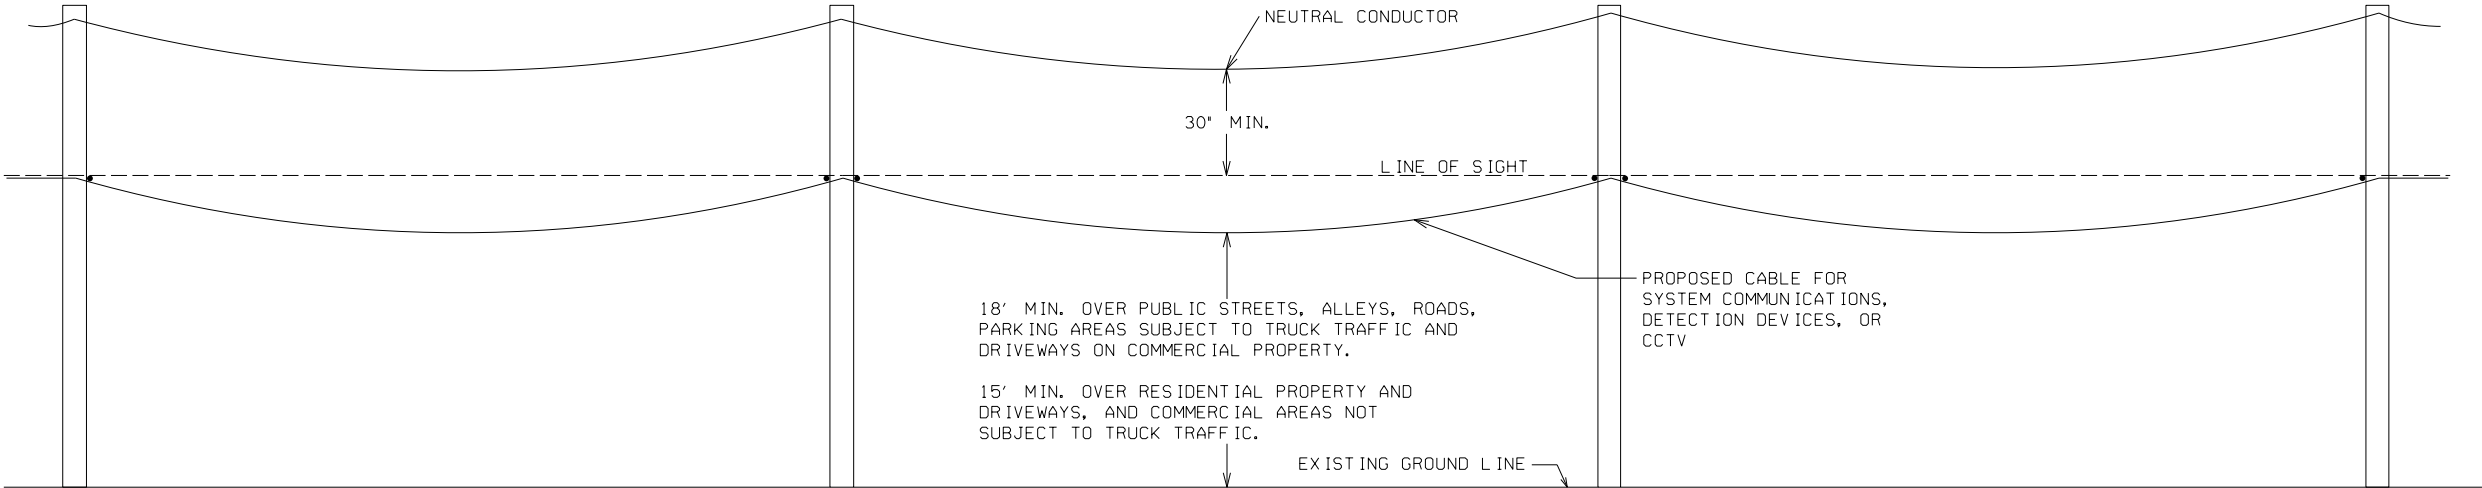 NEUTRAL CONDUCTOR
30" MIN.
LINE OF SIGHT
PROPOSED CABLE FOR
SYSTEM COMMUNICATIONS,
DETECTION DEVICES, OR
CCTV
18' MIN. OVER PUBLIC STREETS, ALLEYS, ROADS,
PARKING AREAS SUBJECT TO TRUCK TRAFFIC AND
DRIVEWAYS ON COMMERCIAL PROPERTY.
15' MIN. OVER RESIDENTIAL PROPERTY AND
DRIVEWAYS, AND COMMERCIAL AREAS NOT
SUBJECT TO TRUCK TRAFFIC.
EXISTING GROUND LINE